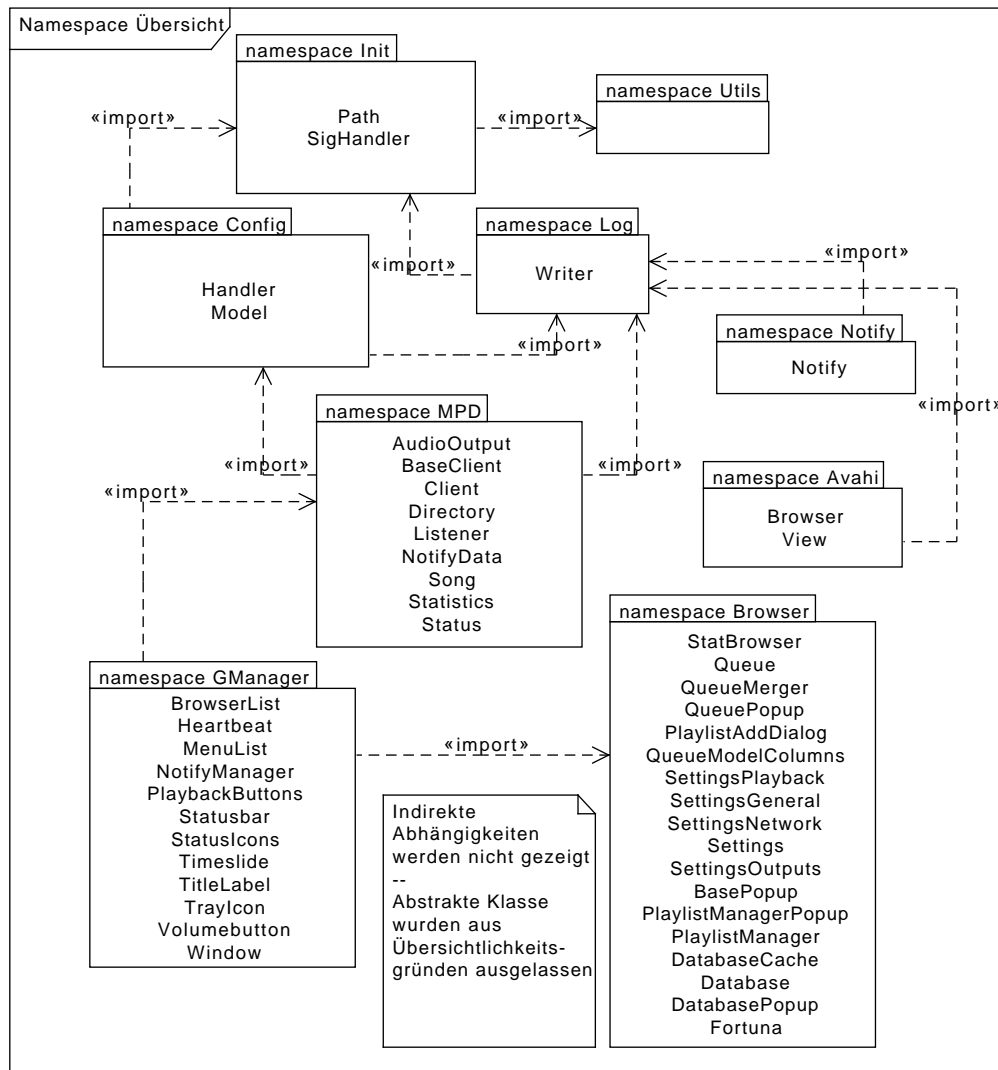 Namespace Übersicht
namespace Init
Path
SigHandler
«import»
«import»
namespace Utils
namespace Config
Handler
Model
«import»
namespace Log
Writer
«import»
«import»
namespace Notify
Notify
«import»
namespace MPD
AudioOutput
BaseClient
Client
Directory
Listener
NotifyData
Song
Statistics
Status
«import»
«import»
«import»
namespace Avahi
Browser
View
namespace GManager
BrowserList
Heartbeat
MenuList
NotifyManager
PlaybackButtons
Statusbar
StatusIcons
Timeslide
TitleLabel
TrayIcon
Volumebutton
Window
«import»
Indirekte
Abhängigkeiten
werden nicht gezeigt
--
Abstrakte Klasse
wurden aus
Übersichtlichkeits-
gründen ausgelassen
namespace Browser
StatBrowser
Queue
QueueMerger
QueuePopup
PlaylistAddDialog
QueueModelColumns
SettingsPlayback
SettingsGeneral
SettingsNetwork
Settings
SettingsOutputs
BasePopup
PlaylistManagerPopup
PlaylistManager
DatabaseCache
Database
DatabasePopup
Fortuna